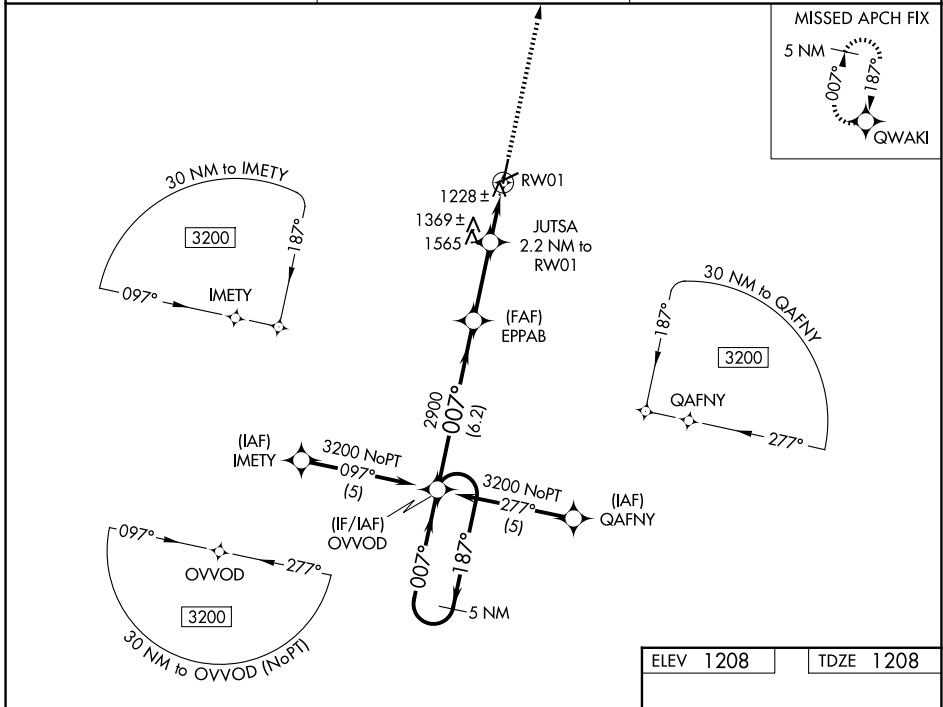 MISSED APCH FIX
5 NM
007°
187°
QWAKI
30 NM to IMETY
3200
187°
097°
IMETY
RW01
1228 ±
1369 ±
1565
JUTSA
2.2 NM to
RW01
(FAF)
EPPAB
30 NM to QAFNY
187°
3200
QAFNY
277°
2900
007°
(6.2)
(IAF)
IMETY
3200 NoPT
097°
(5)
3200 NoPT
277°
(5)
(IAF)
QAFNY
(IF/IAF)
OVVOD
007°
187°
5 NM
097°
OVVOD
277°
3200
30 NM to OVVOD (NoPT)
ELEV 1208
TDZE 1208